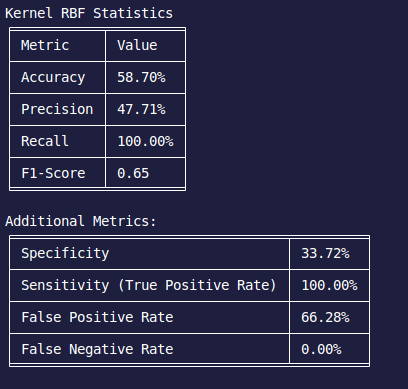 Kernel RBF Statistics
Metric Value
Accuracy 58.70%
Precision 47.71%
Recall 100.00%
F1-Score 0.65
Additional Metrics:
Specificity 33.72%
Sensitivity (True Positive Rate) 100.00%
False Positive Rate 66.28%
False Negative Rate 0.00%